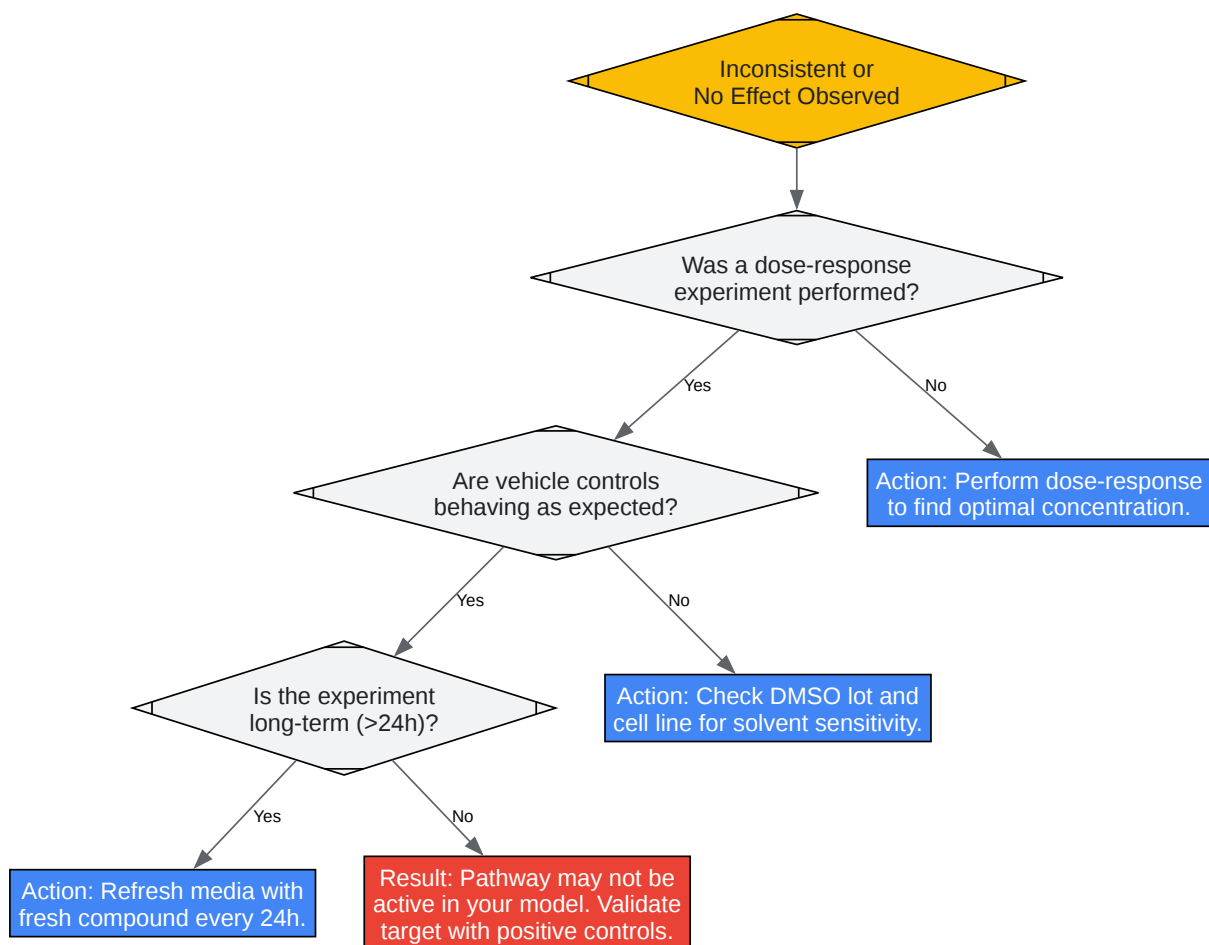 Inconsistent or
No Effect Observed
Was a dose-response
experiment performed?
Yes
No
Are vehicle controls
behaving as expected?
Action: Perform dose-response
to find optimal concentration.
Yes
No
Is the experiment
long-term (>24h)?
Action: Check DMSO lot and
cell line for solvent sensitivity.
Yes
No
Action: Refresh media with
fresh compound every 24h.
Result: Pathway may not be
active in your model. Validate
target with positive controls.